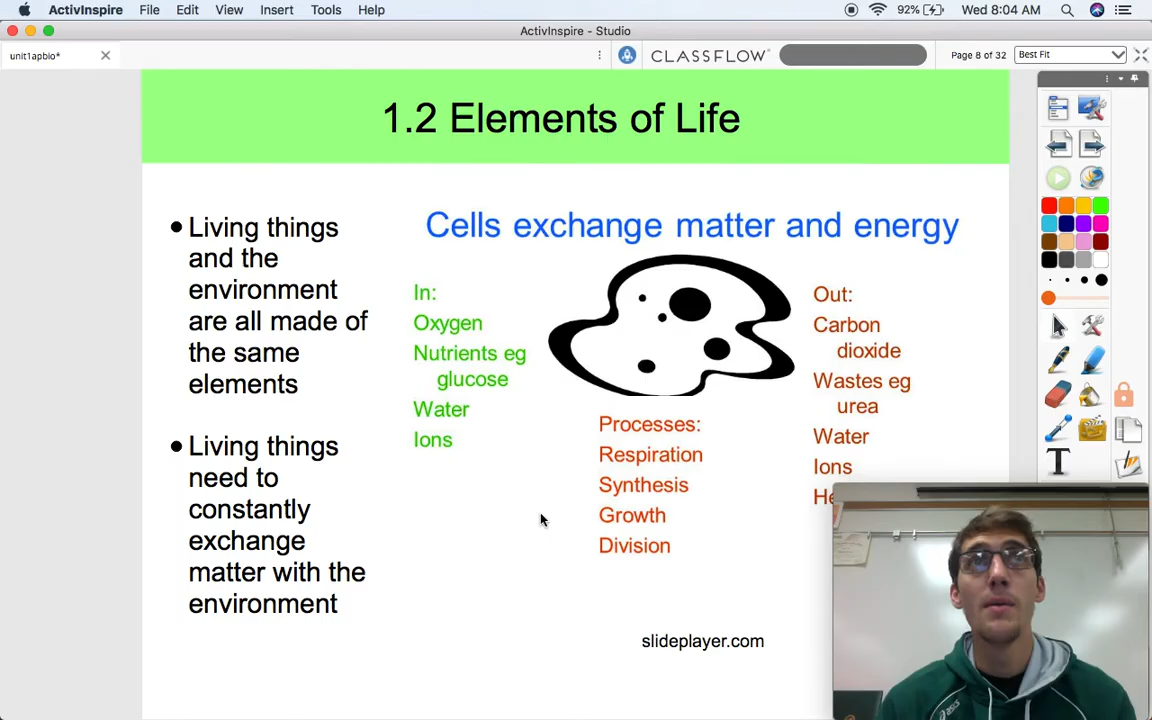 ActivInspire File Edit View Insert Tools Help 92% Wed 8:04 AM
ActivInspire - Studio
unit1apbio*
CLASSFLOW
Page 8 of 32
Best Fit
1.2 Elements of Life
Living things
and the
environment
are all made of
the same
elements
Living things
need to
constantly
exchange
matter with the
environment
Cells exchange matter and energy
In:
Oxygen
Nutrients eg
glucose
Water
Ions
Processes:
Respiration
Synthesis
Growth
Division
Out:
Carbon
dioxide
Wastes eg
urea
Water
Ions
slideplayer.com
asics